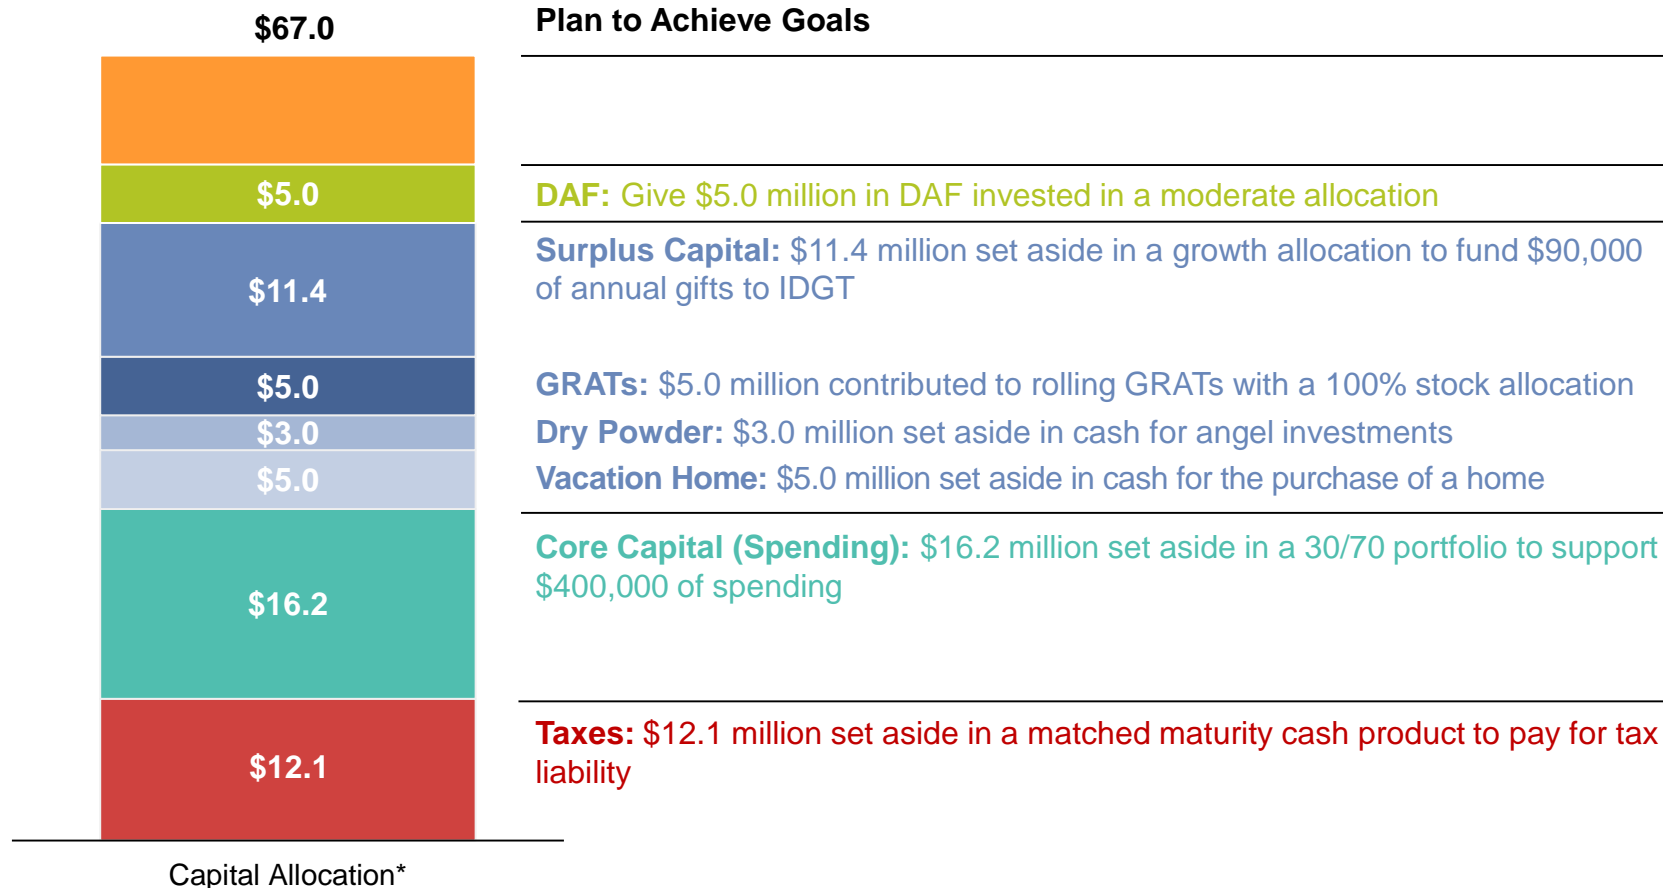 $67.0
Plan to Achieve Goals
$5.0
DAF: Give $5.0 million in DAF invested in a moderate allocation
$11.4
Surplus Capital: $11.4 million set aside in a growth allocation to fund $90,000
of annual gifts to IDGT
$5.0
GRATs: $5.0 million contributed to rolling GRATs with a 100% stock allocation
$3.0
Dry Powder: $3.0 million set aside in cash for angel investments
$5.0
Vacation Home: $5.0 million set aside in cash for the purchase of a home
$16.2
Core Capital (Spending): $16.2 million set aside in a 30/70 portfolio to support
$400,000 of spending
$12.1
Taxes: $12.1 million set aside in a matched maturity cash product to pay for tax
liability
Capital Allocation*